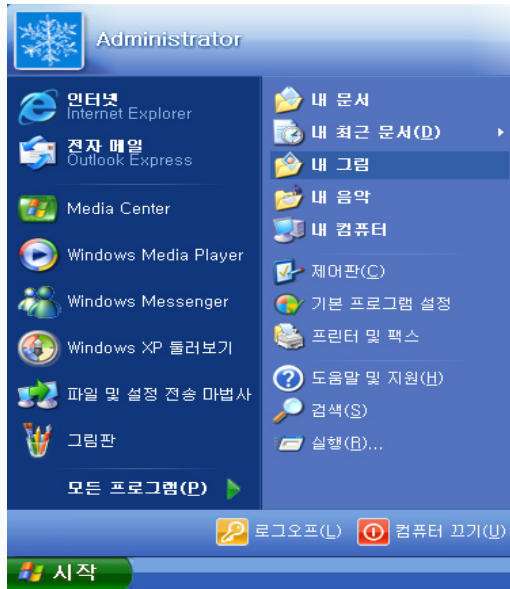 Administrator
인터넷
Internet Explorer
전자 메일
Outlook Express
Media Center
Windows Media Player
Windows Messenger
Windows XP 둘러보기
파일 및 설정 전송 마법사
그림판
모든 프로그램(P)
내 문서
내 최근 문서(D)
내 그림
내 음악
내 컴퓨터
제어판(C)
기본 프로그램 설정
프린터 및 팩스
도움말 및 지원(H)
검색(S)
실행(R)...
로그오프(L)
컴퓨터 끄기(U)
시작